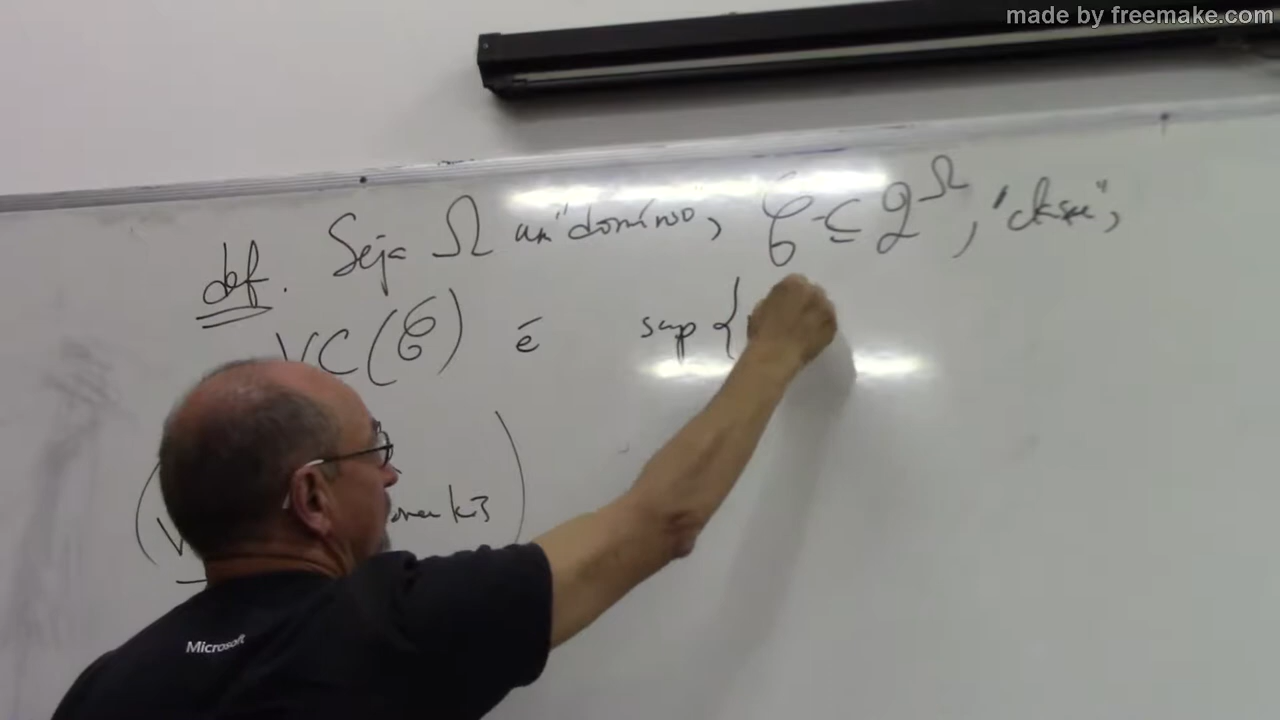 made by freemake.com
def. Seja Ω um "domínio", 𝒞 ⊆ 2^Ω, "classe",
VC(𝒞) é sup {
Microsoft